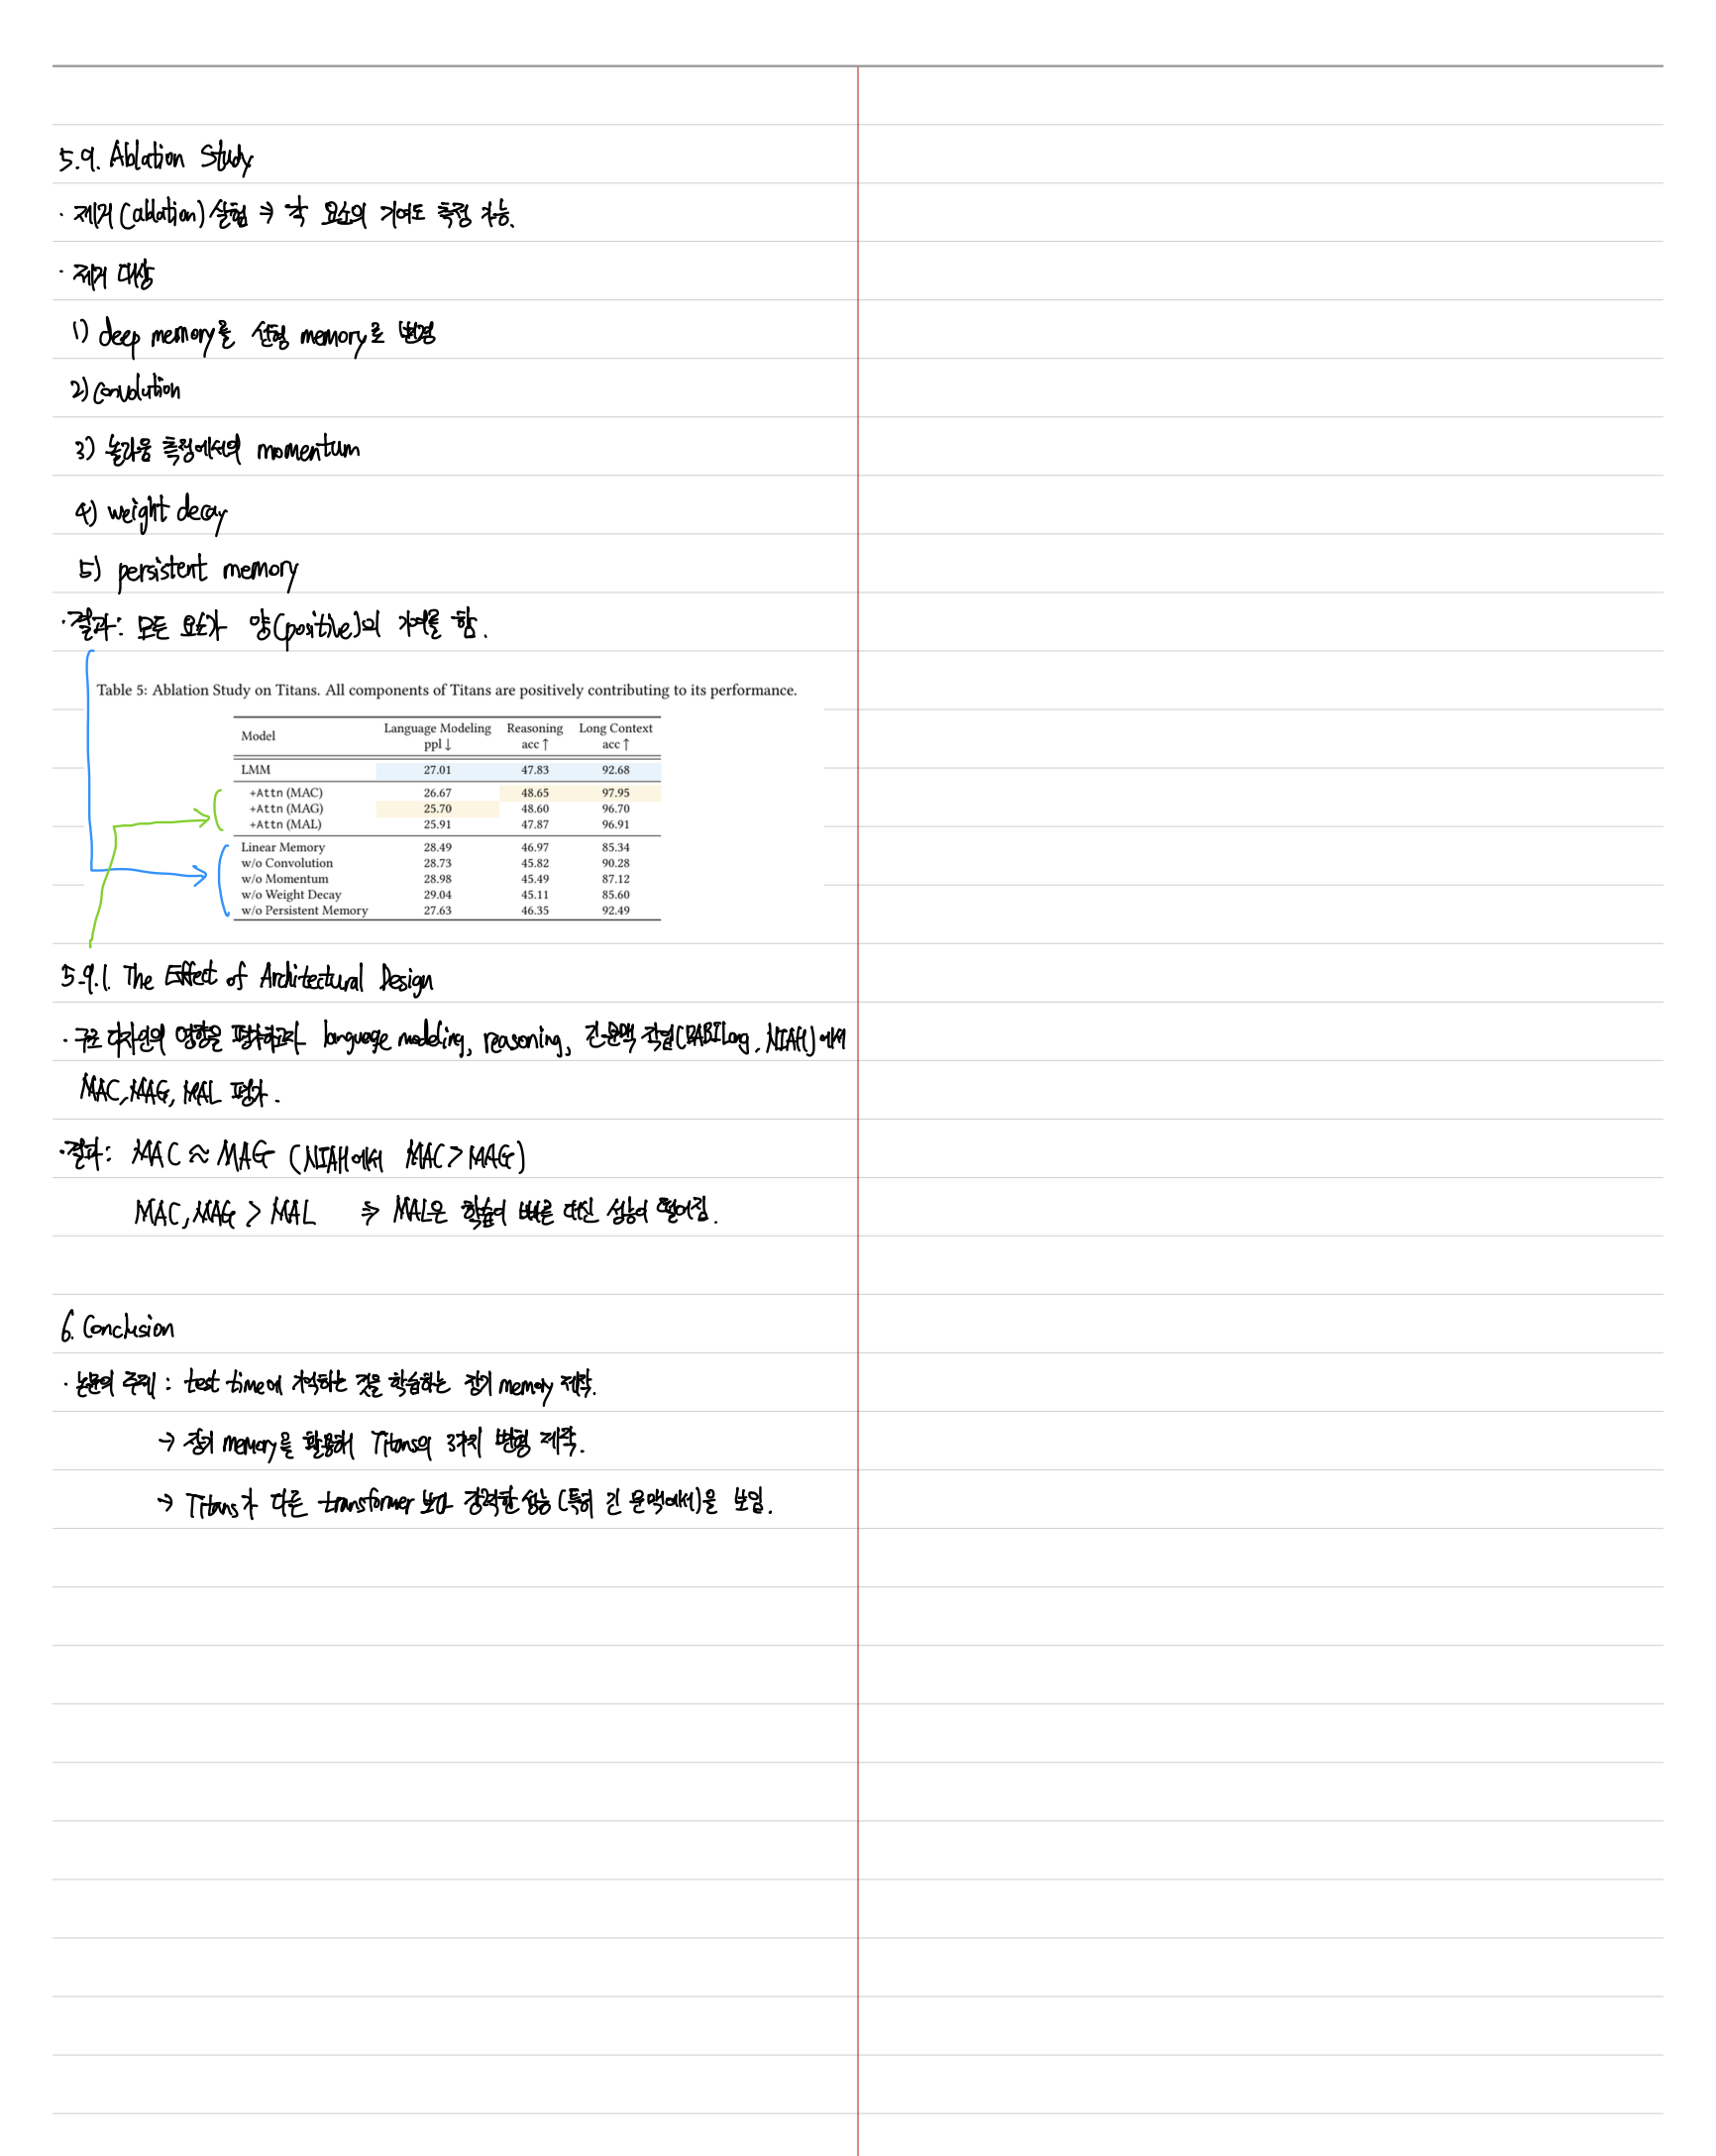 5.9. Ablation Study
· 제거(ablation)실험 ⇒ 각 요소의 기여도 측정 가능.
· 제거 대상
1) deep memory를 선형 memory로 변경
2) convolution
3) 놀라움 측정에서의 momentum
4) weight decay
5) persistent memory
· 결과: 모든 요소가 양(positive)의 기여를 함.
Table 5: Ablation Study on Titans. All components of Titans are positively contributing to its performance.
Model Language Modeling Reasoning Long Context
ppl ↓ acc ↑ acc ↑
LMM 27.01 47.83 92.68
+Attn (MAC) 26.67 48.65 97.95
+Attn (MAG) 25.70 48.60 96.70
+Attn (MAL) 25.91 47.87 96.91
Linear Memory 28.49 46.97 85.34
w/o Convolution 28.73 45.82 90.28
w/o Momentum 28.98 45.49 87.12
w/o Weight Decay 29.04 45.11 85.60
w/o Persistent Memory 27.63 46.35 92.49
5.9.1. The Effect of Architectural Design
· 구조 디자인의 영향을 평가하고자 language modeling, reasoning, 긴문맥 작업(BABILong, NIAH)에서
MAC, MAG, MAL 평가.
· 결과: MAC ≈ MAG (NIAH에서 MAC > MAG)
MAC, MAG > MAL ⇒ MAL은 학습이 빠른 대신 성능이 떨어짐.
6. Conclusion
· 논문의 주제 : test time에 기억하는 것을 학습하는 장기 memory 제작.
→ 장기 memory를 활용해 Titans의 3가지 변형 제작.
→ Titans가 다른 transformer 보다 강력한 성능 (특히 긴 문맥에서)을 보임.